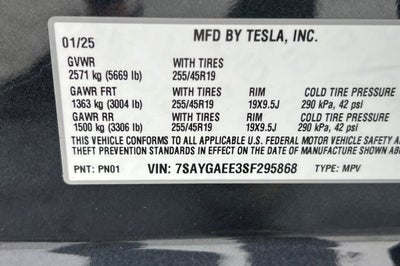 01/25 MFD BY TESLA, INC.
GVWR WITH TIRES
2571 kg (5669 lb) 255/45R19
GAWR FRT WITH TIRES RIM COLD TIRE PRESSURE
1363 kg (3004 lb) 255/45R19 19X9.5J 290 kPa, 42 psi
GAWR RR WITH TIRES RIM COLD TIRE PRESSURE
1500 kg (3306 lb) 255/45R19 19X9.5J 290 kPa, 42 psi
THIS VEHICLE CONFORMS TO ALL APPLICABLE U.S. FEDERAL MOTOR VEHICLE SAFETY
THEFT PREVENTION STANDARDS IN EFFECT ON THE DATE OF MANUFACTURE SHOWN ABOV
PNT: PN01 VIN: 7SAYGAEE3SF295868 TYPE: MPV